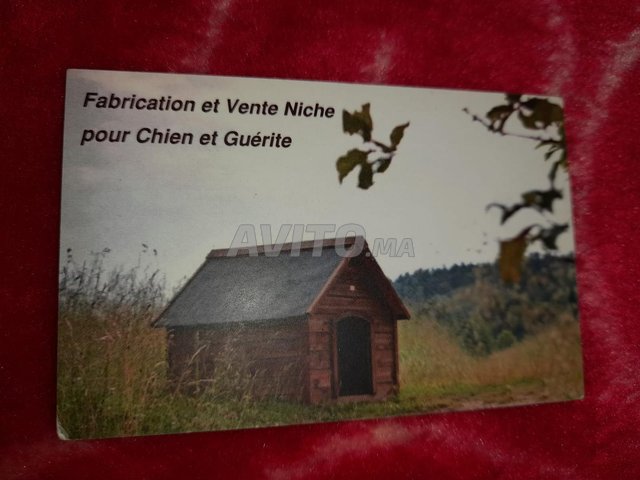 Fabrication et Vente Niche
pour Chien et Guérite
AVITO.MA